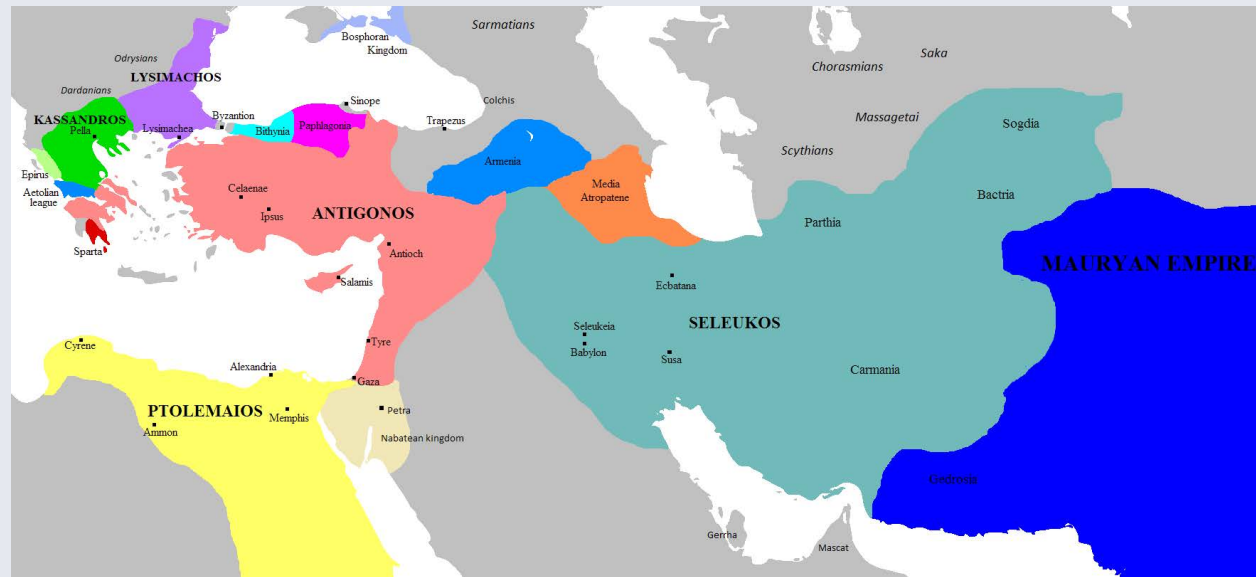 Sarmatians
Bosphoran
Kingdom
Saka
Odrysians
Chorasmians
LYSIMACHOS
Dardanians
Sinope
Colchis
Massagetai
KASSANDROS
Byzantion
Trapezus
Sogdia
Pella
Lysimachea
Bithynia
Paphlagonia
Scythians
Armenia
Epirus
Media
Atropatene
Aetolian
league
Celaenae
Bactria
Ipsus
ANTIGONOS
Parthia
Sparta
Antioch
MAURYAN EMPIRE
Salamis
Ecbatana
Seleukeia
SELEUKOS
Cyrene
Tyre
Babylon
Susa
Alexandria
Carmania
Gaza
PTOLEMAIOS
Memphis
Petra
Ammon
Nabatean kingdom
Gedrosia
Gerrha
Mascat